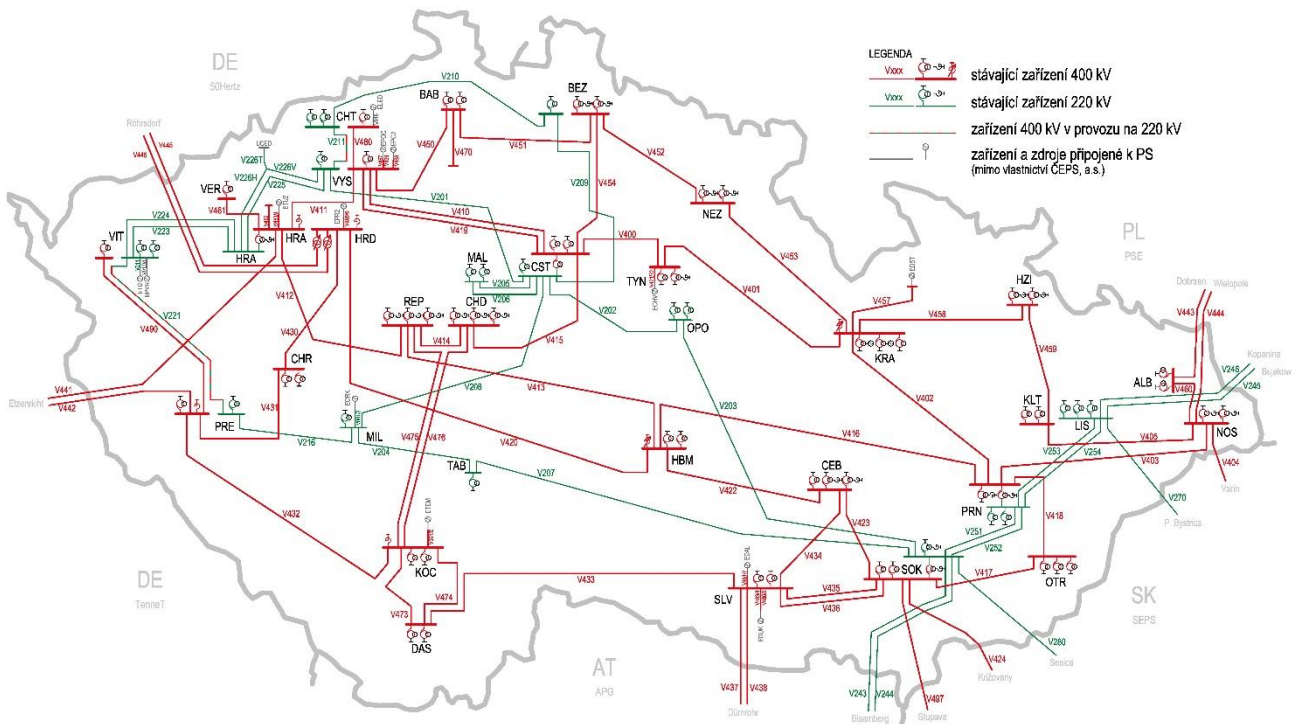 DE
50Hertz
Röhrsdorf
V445
V446
V210
BEZ
BAB
CHT
V211
V480
V450
V470
V451
V452
V454
V209
V226T
V226V
V226H
V225
VYS
V201
V410
V419
VER
V461
V411
HRA
HRD
HRA
V224
V223
VIT
V221
V490
NEZ
V453
V400
TYN
V401
MAL
V205
V206
CST
V202
OPO
REP
CHD
V414
V415
V412
V430
CHR
V431
V413
V208
V203
V441
V442
Etzenricht
PRE
V216
MIL
V204
TAB
V207
V475
V476
V420
HBM
V416
V422
V457
V458
KRA
V402
HZI
V459
KLT
PL
PSE
Dobrzen
Wielopole
V443
V444
Kopanina
Bujakow
V246
V245
ALB
V460
NOS
LIS
V405
V403
V404
Varín
V253
V254
V270
P. Bystrica
PRN
V418
V251
V252
CEB
V423
V434
SOK
V417
OTR
V432
KOC
V473
V474
DAS
V433
SLV
V435
V436
V437
V438
Dürnrohr
V243
V244
Bisamberg
V497
Stupava
V424
Križovany
V280
Senica
DE
TenneT
AT
APG
SK
SEPS
LEGENDA
Vxxx
stávající zařízení 400 kV
Vxxx
stávající zařízení 220 kV
zařízení 400 kV v provozu na 220 kV
zařízení a zdroje připojené k PS
(mimo vlastnictví ČEPS, a.s.)